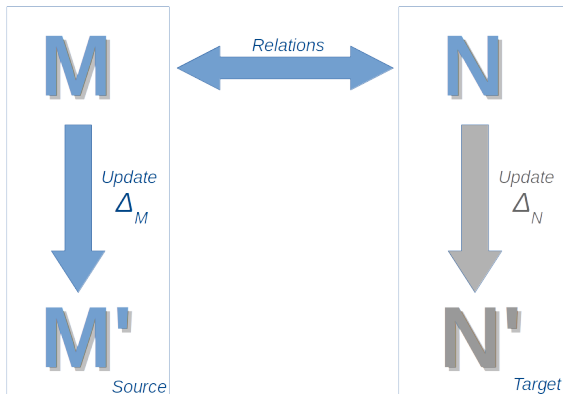 M
Relations
N
Update
Δ_M
Update
Δ_N
M'
N'
Source
Target